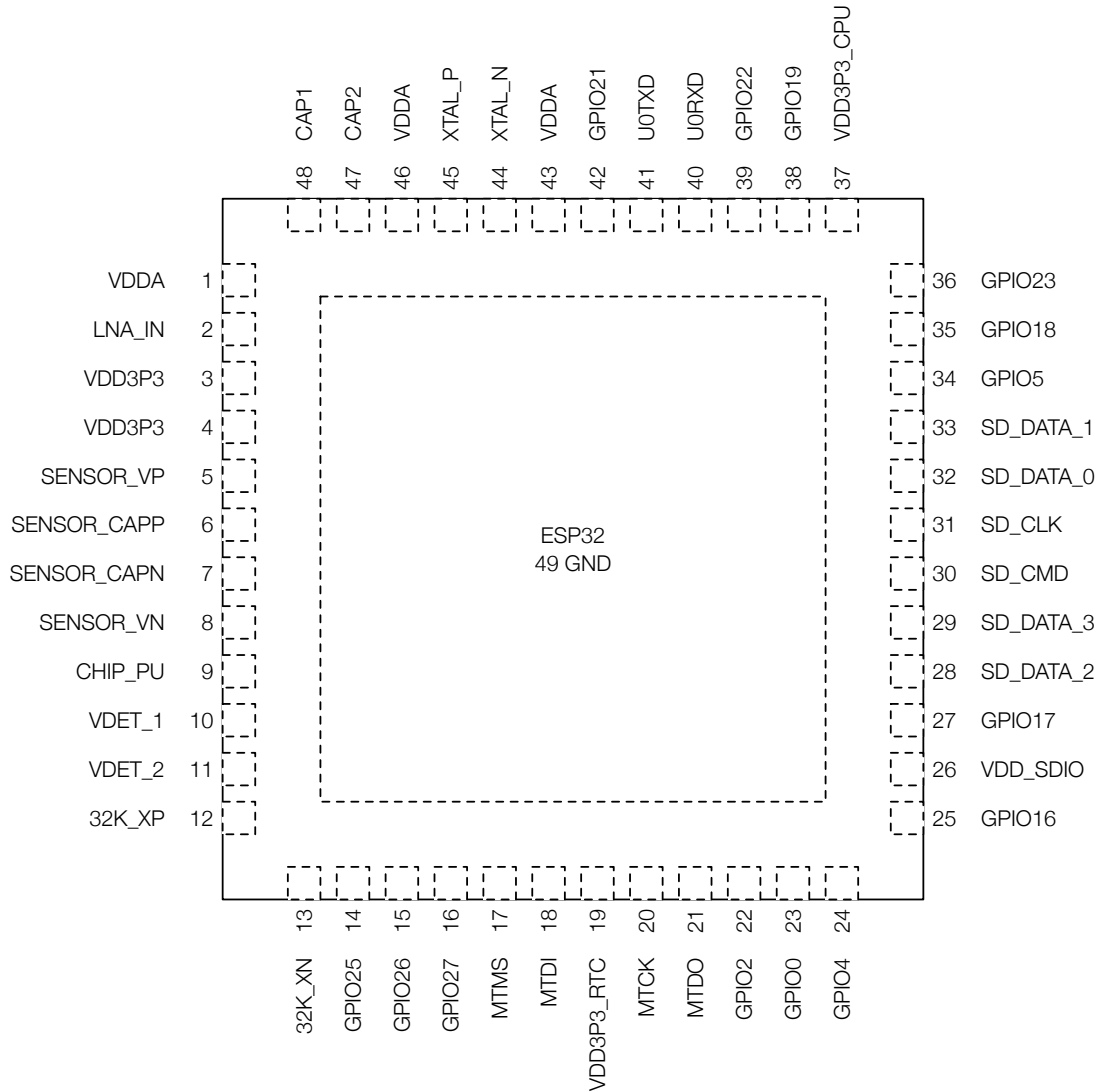 CAP1
CAP2
VDDA
XTAL_P
XTAL_N
VDDA
GPIO21
U0TXD
U0RXD
GPIO22
GPIO19
VDD3P3_CPU
48
47
46
45
44
43
42
41
40
39
38
37
VDDA 1
LNA_IN 2
VDD3P3 3
VDD3P3 4
SENSOR_VP 5
SENSOR_CAPP 6
SENSOR_CAPN 7
SENSOR_VN 8
CHIP_PU 9
VDET_1 10
VDET_2 11
32K_XP 12
ESP32
49 GND
36 GPIO23
35 GPIO18
34 GPIO5
33 SD_DATA_1
32 SD_DATA_0
31 SD_CLK
30 SD_CMD
29 SD_DATA_3
28 SD_DATA_2
27 GPIO17
26 VDD_SDIO
25 GPIO16
13
14
15
16
17
18
19
20
21
22
23
24
32K_XN
GPIO25
GPIO26
GPIO27
MTMS
MTDI
VDD3P3_RTC
MTCK
MTDO
GPIO2
GPIO0
GPIO4